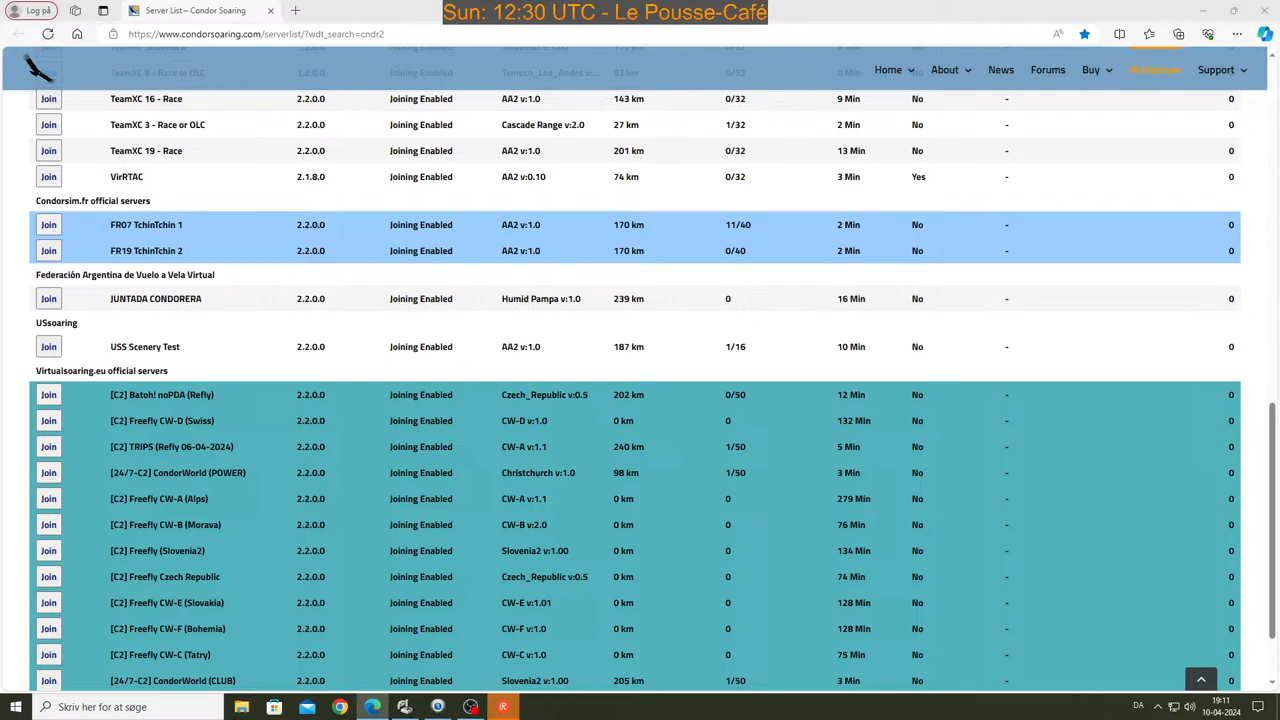 Sun: 12:30 UTC - Le Pousse-Café
Log på
Server List – Condor Soaring
https://www.condorsoaring.com/serverlist/?wdt_search=cndr2
Home About News Forums Buy Support
TeamXC 8 - Race or OLC Temuco_Los_Andes v... 93 km 0/32 0 Min No - 0
Join TeamXC 16 - Race 2.2.0.0 Joining Enabled AA2 v:1.0 143 km 0/32 9 Min No - 0
Join TeamXC 3 - Race or OLC 2.2.0.0 Joining Enabled Cascade Range v:2.0 27 km 1/32 2 Min No - 0
Join TeamXC 19 - Race 2.2.0.0 Joining Enabled AA2 v:1.0 201 km 0/32 13 Min No - 0
Join VirRTAC 2.1.8.0 Joining Enabled AA2 v:0.10 74 km 0/32 3 Min Yes - 0
Condorsim.fr official servers
Join FR07 TchinTchin 1 2.2.0.0 Joining Enabled AA2 v:1.0 170 km 11/40 2 Min No - 0
Join FR19 TchinTchin 2 2.2.0.0 Joining Enabled AA2 v:1.0 170 km 0/40 2 Min No - 0
Federación Argentina de Vuelo a Vela Virtual
Join JUNTADA CONDORERA 2.2.0.0 Joining Enabled Humid Pampa v:1.0 239 km 0 16 Min No - 0
USsoaring
Join USS Scenery Test 2.2.0.0 Joining Enabled AA2 v:1.0 187 km 1/16 10 Min No - 0
Virtualsoaring.eu official servers
Join [C2] Batoh! noPDA (Refly) 2.2.0.0 Joining Enabled Czech_Republic v:0.5 202 km 0/50 12 Min No - 0
Join [C2] Freefly CW-D (Swiss) 2.2.0.0 Joining Enabled CW-D v:1.0 0 km 0 132 Min No - 0
Join [C2] TRIPS (Refly 06-04-2024) 2.2.0.0 Joining Enabled CW-A v:1.1 240 km 1/50 5 Min No - 0
Join [24/7-C2] CondorWorld (POWER) 2.2.0.0 Joining Enabled Christchurch v:1.0 98 km 1/50 3 Min No - 0
Join [C2] Freefly CW-A (Alps) 2.2.0.0 Joining Enabled CW-A v:1.1 0 km 0 279 Min No - 0
Join [C2] Freefly CW-B (Morava) 2.2.0.0 Joining Enabled CW-B v:2.0 0 km 0 76 Min No - 0
Join [C2] Freefly (Slovenia2) 2.2.0.0 Joining Enabled Slovenia2 v:1.00 0 km 0 134 Min No - 0
Join [C2] Freefly Czech Republic 2.2.0.0 Joining Enabled Czech_Republic v:0.5 0 km 0 74 Min No - 0
Join [C2] Freefly CW-E (Slovakia) 2.2.0.0 Joining Enabled CW-E v:1.01 0 km 0 128 Min No - 0
Join [C2] Freefly CW-F (Bohemia) 2.2.0.0 Joining Enabled CW-F v:1.0 0 km 0 128 Min No - 0
Join [C2] Freefly CW-C (Tatry) 2.2.0.0 Joining Enabled CW-C v:1.0 0 km 0 75 Min No - 0
Join [24/7-C2] CondorWorld (CLUB) 2.2.0.0 Joining Enabled Slovenia2 v:1.00 205 km 1/50 3 Min No - 0
Skriv her for at søge
DA
19:11
10-04-2024